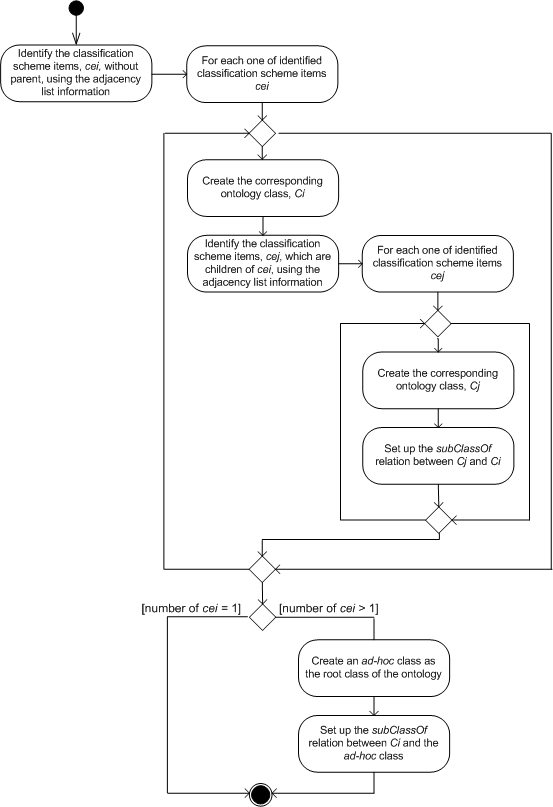 Identify the classification
scheme items, cei, without
parent, using the adjacency
list information
For each one of identified
classification scheme items
cei
Create the corresponding
ontology class, Ci
Identify the classification
scheme items, cej, which are
children of cei, using the
adjacency list information
For each one of identified
classification scheme items
cej
Create the corresponding
ontology class, Cj
Set up the subClassOf
relation between Cj and Ci
[number of cei = 1]
[number of cei > 1]
Create an ad-hoc class as
the root class of the ontology
Set up the subClassOf
relation between Ci and the
ad-hoc class